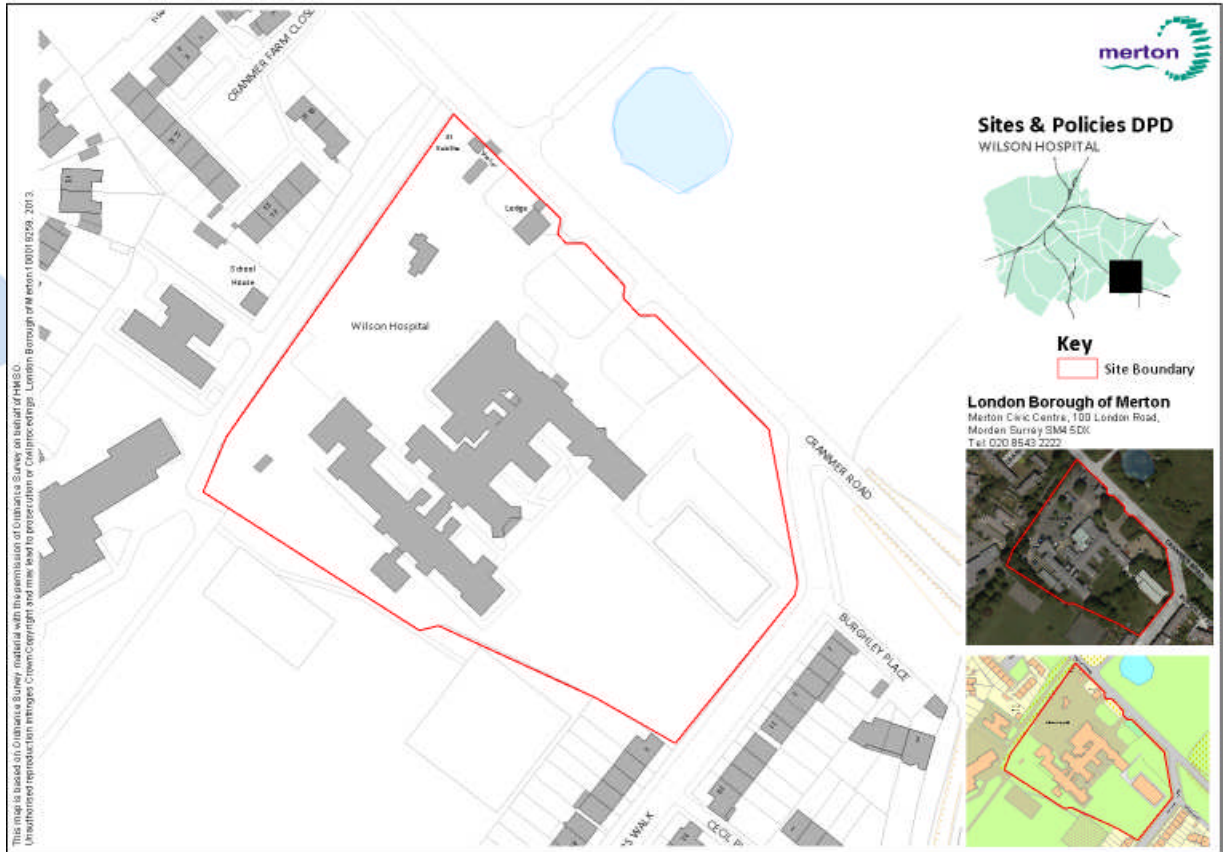 CRANMER FARM CLOSE
School
House
Lodge
Wilson Hospital
CRANMER ROAD
BURGHLEY PLACE
S WALK
CECIL P
merton
Sites & Policies DPD
WILSON HOSPITAL
Key
Site Boundary
London Borough of Merton
Merton Civic Centre, 100 London Road,
Morden Surrey SM4 5DX
Tel: 020 8543 2222
This map is based on Ordnance Survey material with the permission of Ordnance Survey on behalf of HMSO.
Unauthorised reproduction infringes Crown Copyright and may lead to prosecution or Civil proceedings. London Borough of Merton 100019259. 2013.